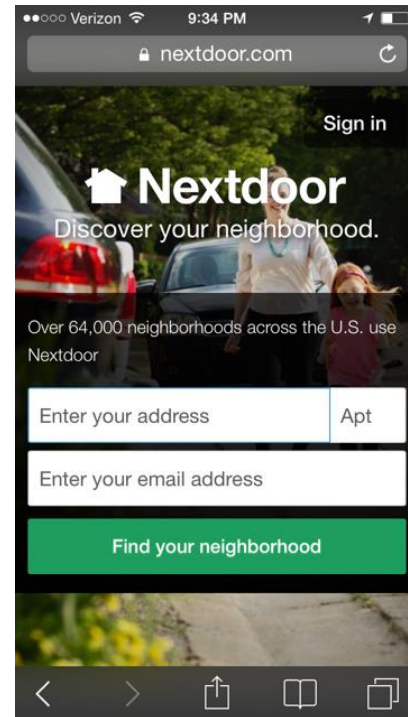 Verizon 9:34 PM
nextdoor.com
Sign in
Nextdoor
Discover your neighborhood.
Over 64,000 neighborhoods across the U.S. use
Nextdoor
Enter your address Apt
Enter your email address
Find your neighborhood